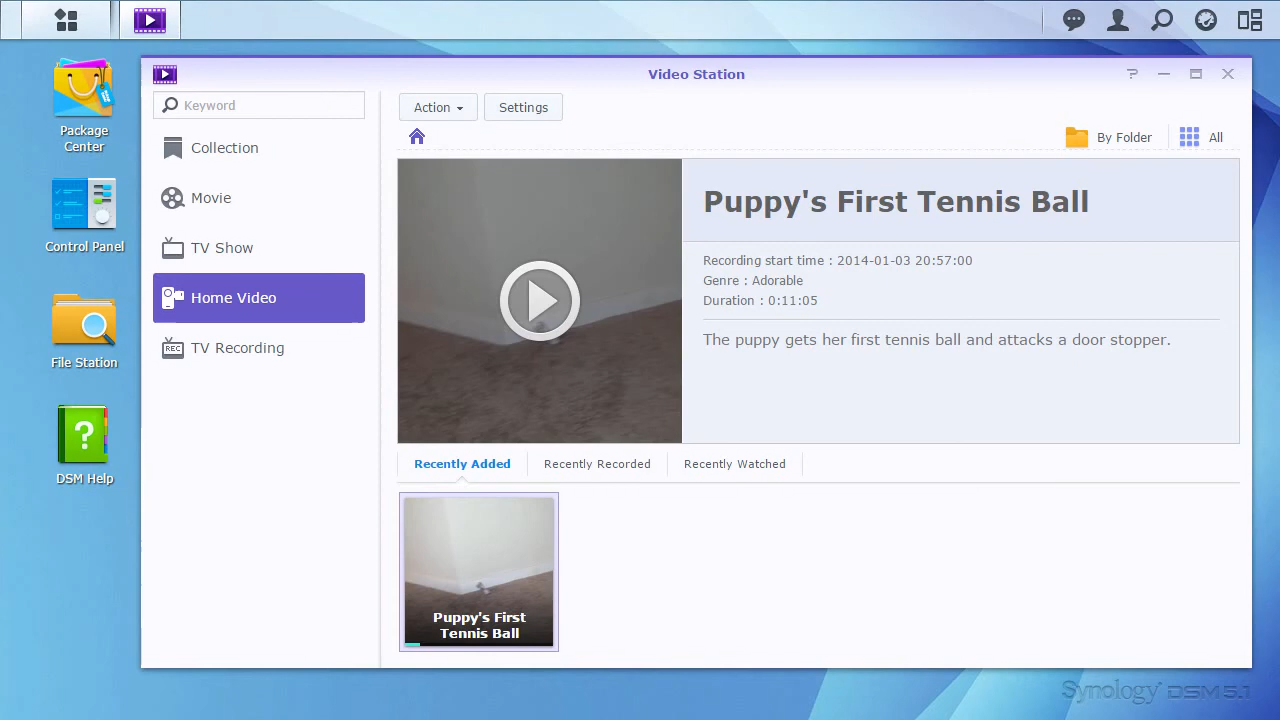 Video Station
Package
Center
Control Panel
File Station
?
DSM Help
Keyword
Collection
Movie
TV Show
Home Video
REC TV Recording
Action
Settings
By Folder
All
Puppy's First Tennis Ball
Recording start time : 2014-01-03 20:57:00
Genre : Adorable
Duration : 0:11:05
The puppy gets her first tennis ball and attacks a door stopper.
Recently Added
Recently Recorded
Recently Watched
Puppy's First
Tennis Ball
Synology DSM 5.1